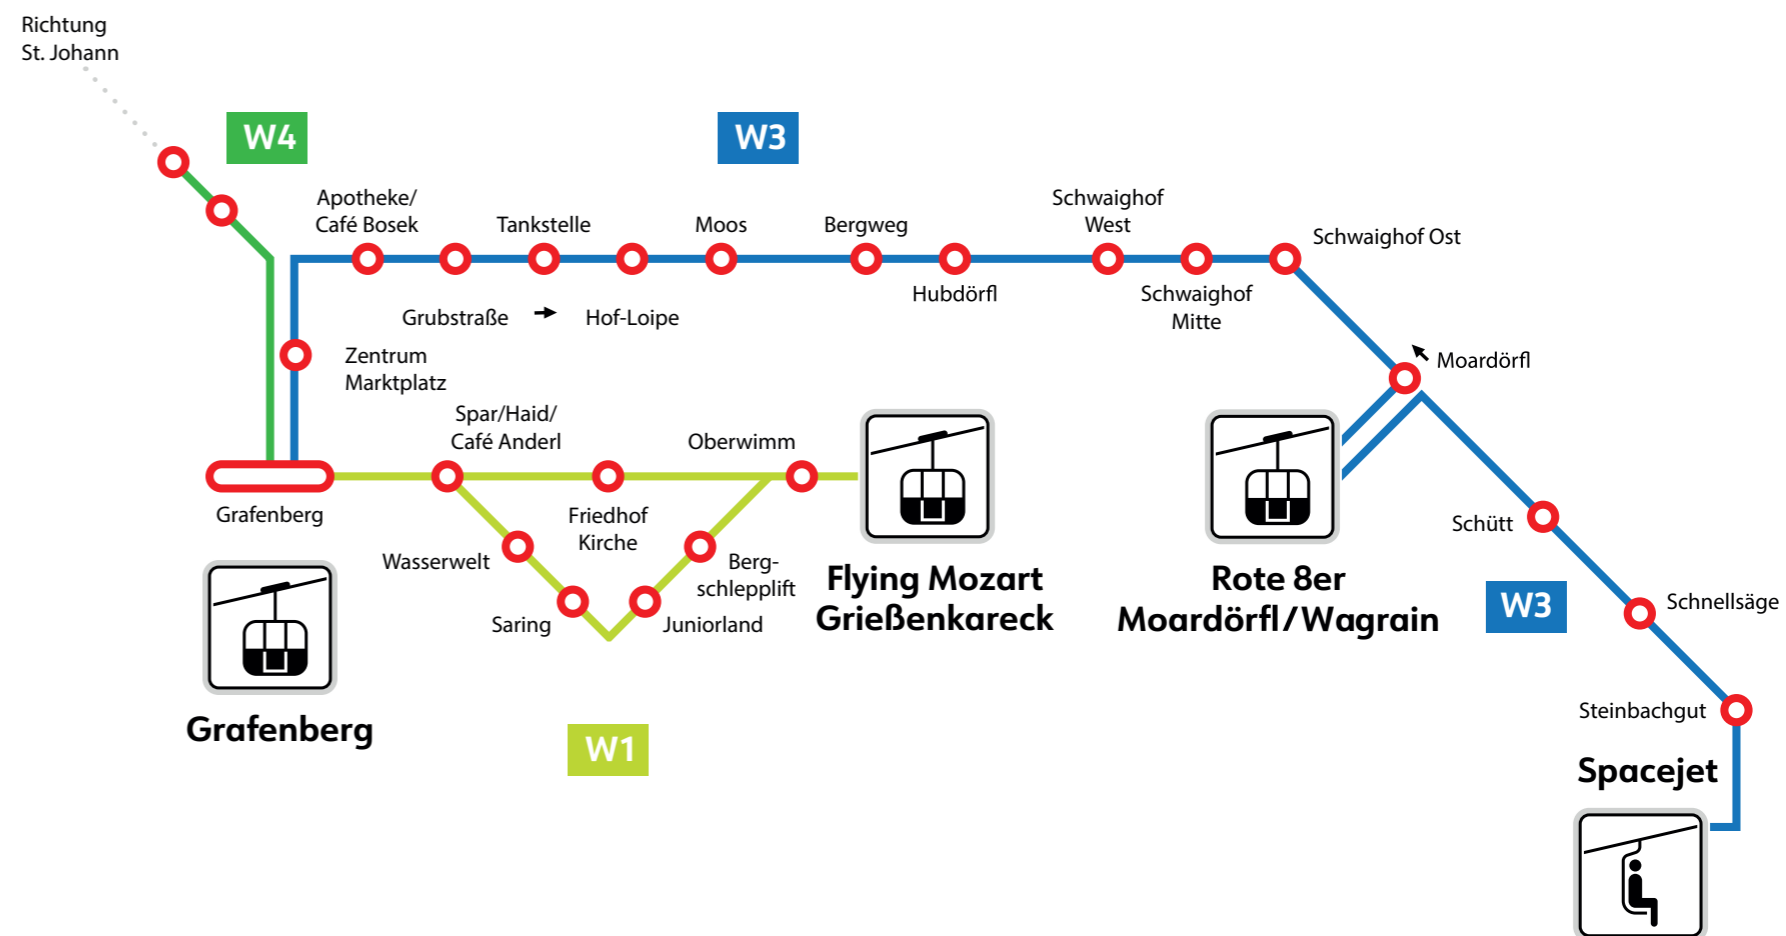 Richtung
St. Johann
W4
W3
Apotheke/
Café Bosek
Tankstelle
Moos
Bergweg
Schwaighof
West
Schwaighof Ost
Hubdörfl
Schwaighof
Mitte
Grubstraße
Hof-Loipe
Zentrum
Marktplatz
Moardörfl
Spar/Haid/
Café Anderl
Oberwimm
Grafenberg
Friedhof
Kirche
Wasserwelt
Berg-
schlepplift
Saring
Juniorland
Schütt
Flying Mozart
Grießenkareck
Rote 8er
Moardörfl/Wagrain
W3
Schnellsäge
Grafenberg
W1
Steinbachgut
Spacejet